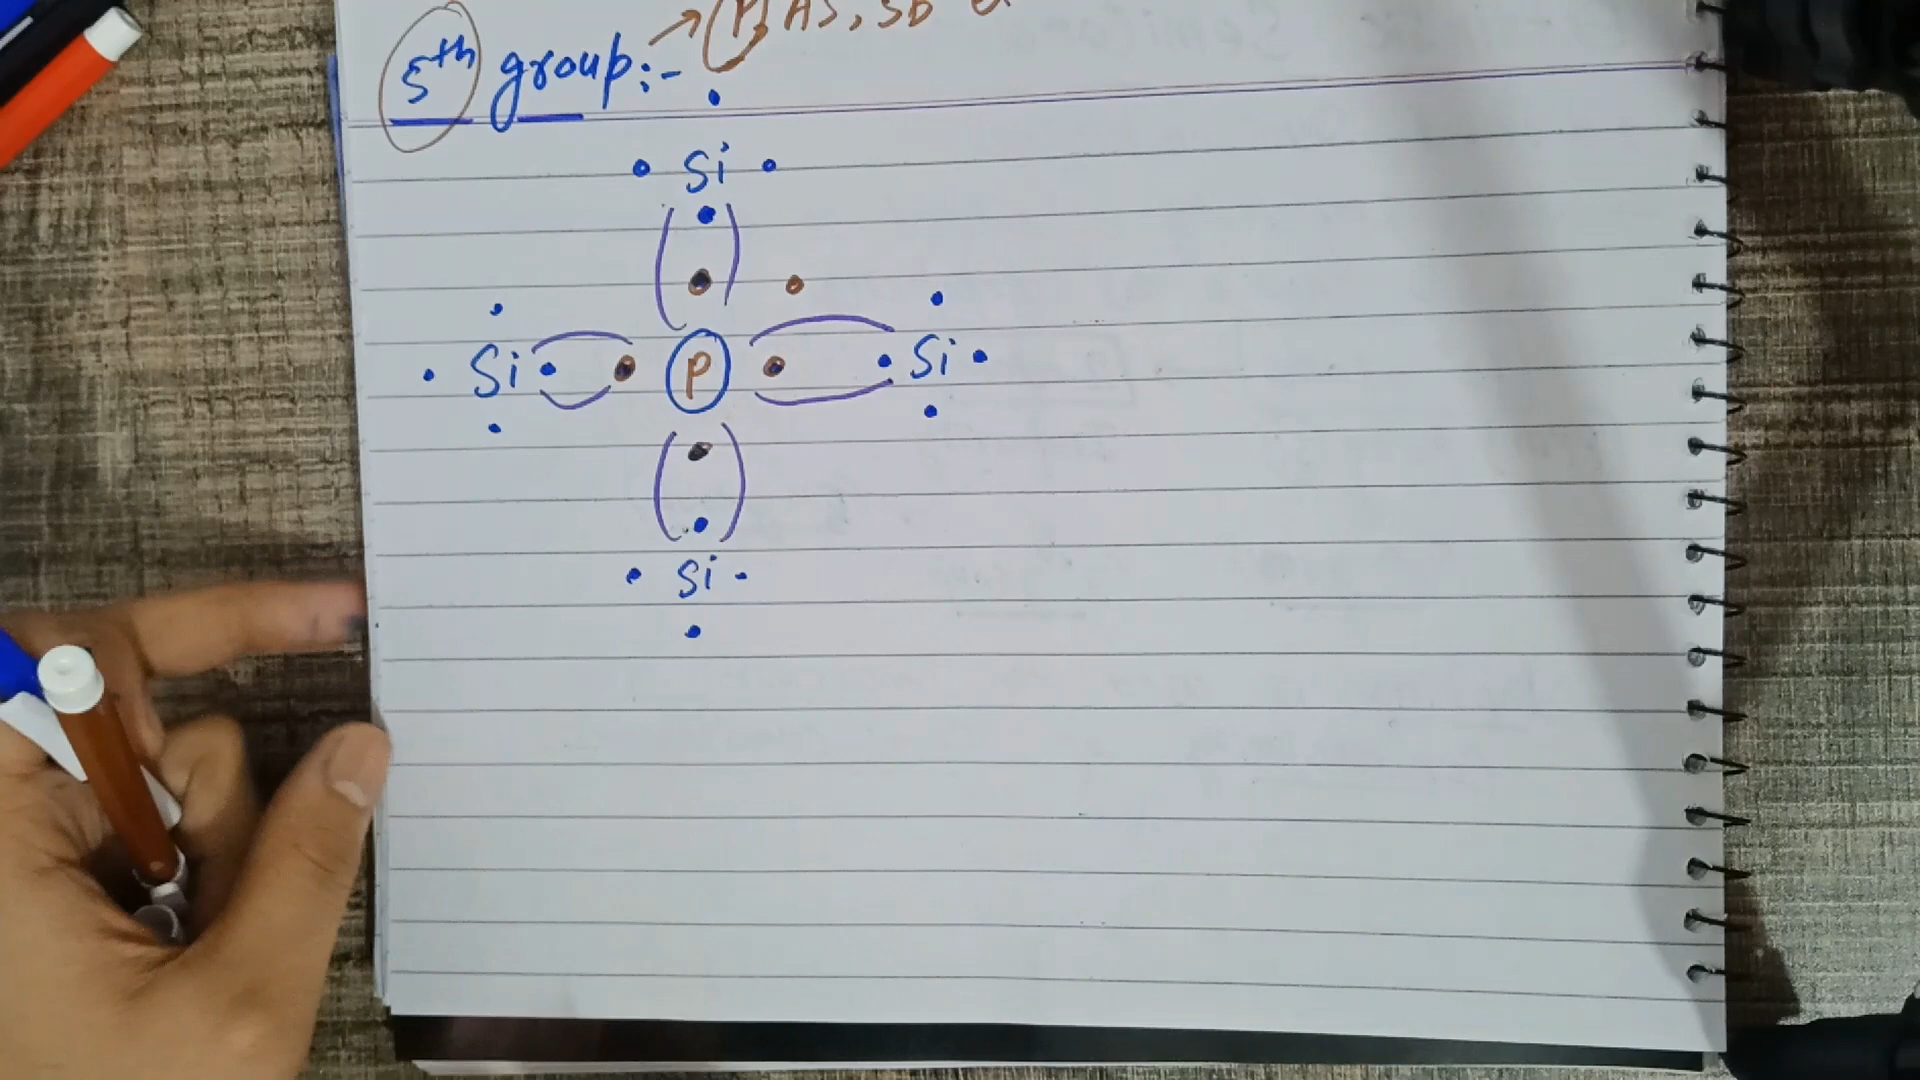 P, As, Sb
5th group:-
Si
Si P Si
Si